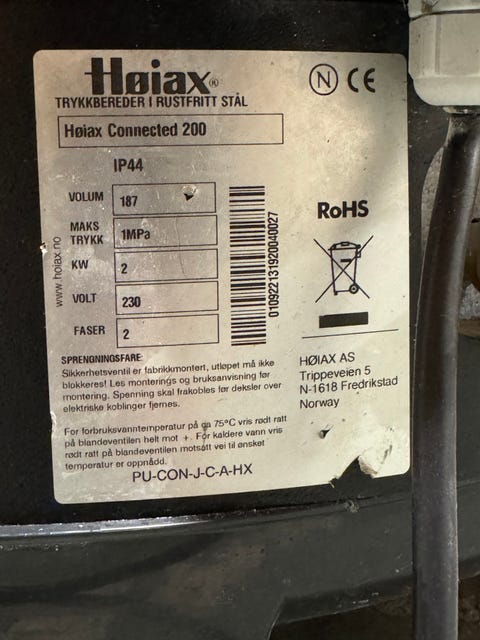 Høiax®
TRYKKBEREDER I RUSTFRITT STÅL
N CE
Høiax Connected 200
IP44
VOLUM 187
MAKS TRYKK 1MPa
KW 2
VOLT 230
FASER 2
www.hoiax.no
01092213192004002​7
RoHS
SPRENGNINGSFARE:
Sikkerhetsventil er fabrikkmontert, utløpet må ikke
blokkeres! Les monterings og bruksanvisning før
montering. Spenning skal frakobles før deksler over
elektriske koblinger fjernes.
For forbruksvanntemperatur på ca 75°C vris rødt ratt
på blandeventilen helt mot +. For kaldere vann vris
rødt ratt på blandeventilen motsatt vei til ønsket
temperatur er oppnådd.
PU-CON-J-C-A-HX
HØIAX AS
Trippeveien 5
N-1618 Fredrikstad
Norway